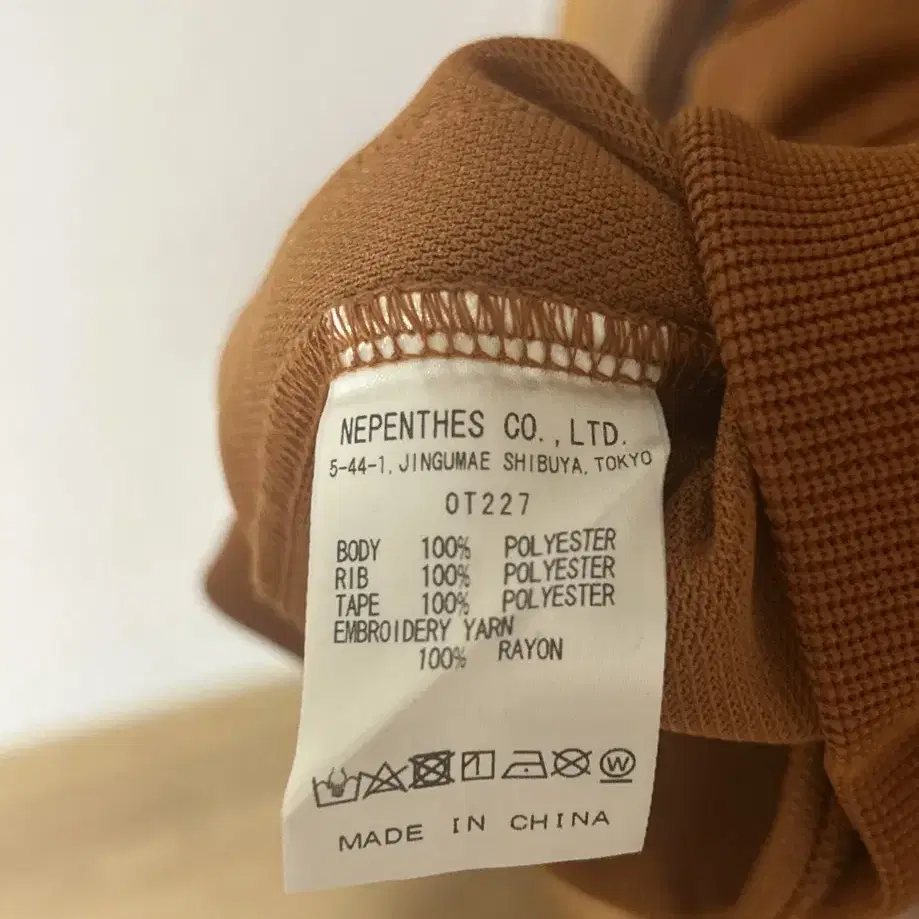 NEPENTHES CO., LTD.
5-44-1, JINGUMAE SHIBUYA, TOKYO
OT227
BODY 100% POLYESTER
RIB 100% POLYESTER
TAPE 100% POLYESTER
EMBROIDERY YARN
100% RAYON
W
MADE IN CHINA